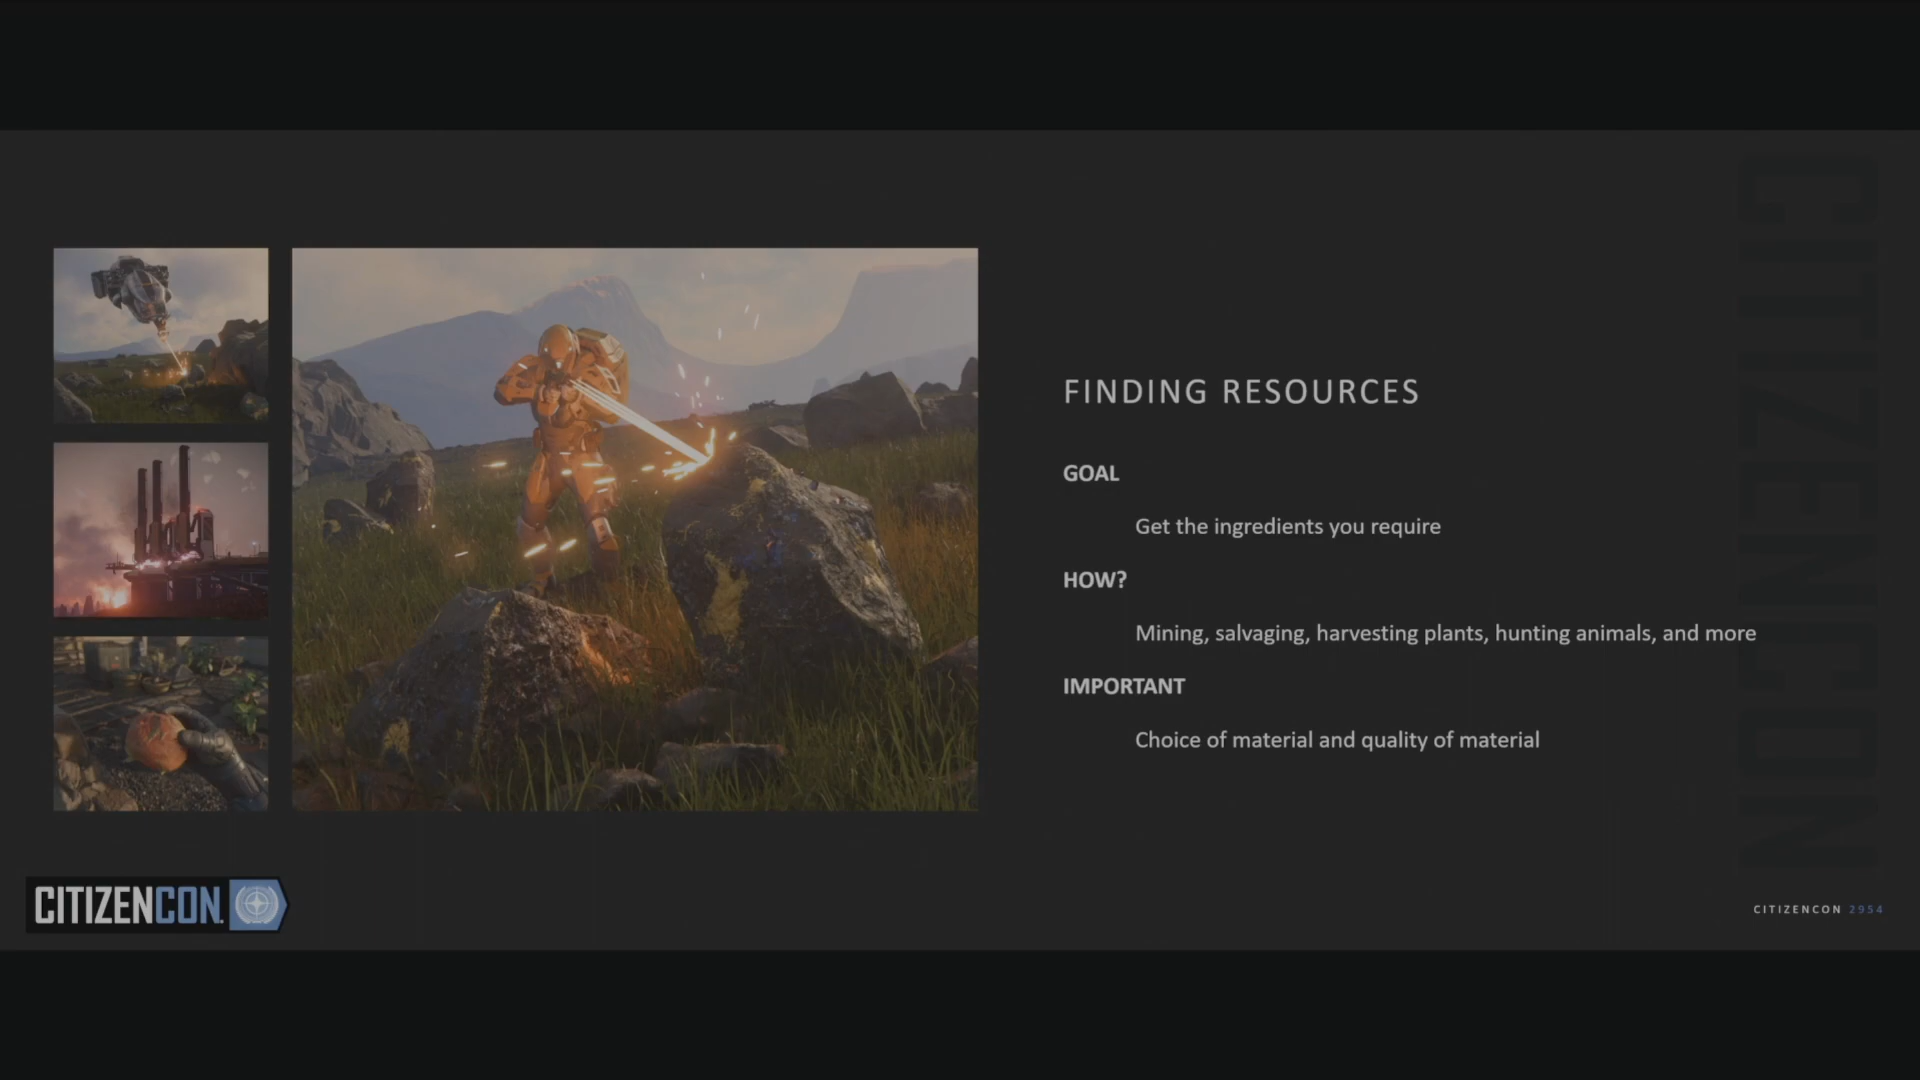 FINDING RESOURCES
GOAL
Get the ingredients you require
HOW?
Mining, salvaging, harvesting plants, hunting animals, and more
IMPORTANT
Choice of material and quality of material
CITIZENCON
CITIZENCON.
CITIZENCON 2954